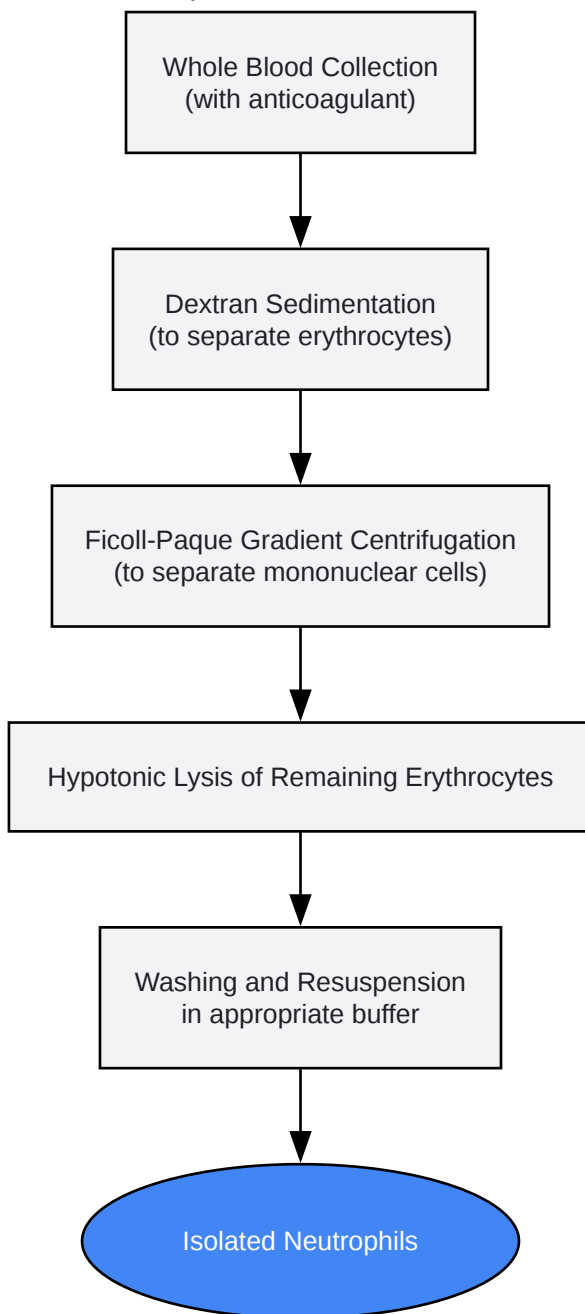 Whole Blood Collection
(with anticoagulant)
Dextran Sedimentation
(to separate erythrocytes)
Ficoll-Paque Gradient Centrifugation
(to separate mononuclear cells)
Hypotonic Lysis of Remaining Erythrocytes
Washing and Resuspension
in appropriate buffer
Isolated Neutrophils